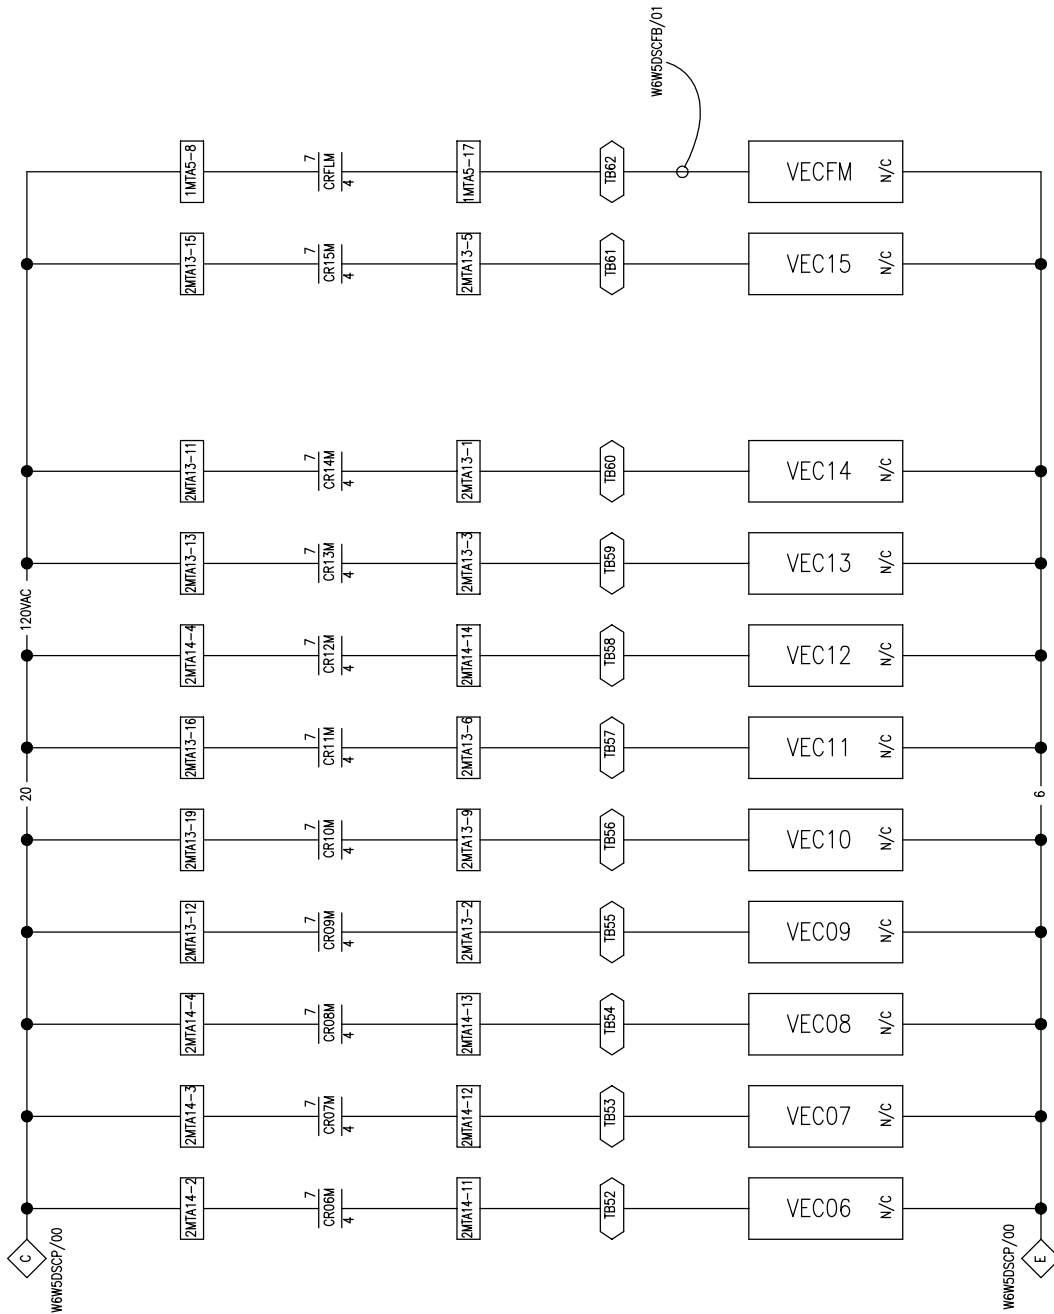 W6W5DSCFB/01
1MTA5-8
7
CRFLM
4
1MTA5-17
TB62
VECFM
N/C
2MTA13-15
7
CR15M
4
2MTA13-5
TB61
VEC15
N/C
2MTA13-11
7
CR14M
4
2MTA13-1
TB60
VEC14
N/C
2MTA13-13
7
CR13M
4
2MTA13-3
TB59
VEC13
N/C
120VAC
2MTA14-4
7
CR12M
4
2MTA14-14
TB58
VEC12
N/C
2MTA13-16
7
CR11M
4
2MTA13-6
TB57
VEC11
N/C
20
6
2MTA13-19
7
CR10M
4
2MTA13-9
TB56
VEC10
N/C
2MTA13-12
7
CR09M
4
2MTA13-2
TB55
VEC09
N/C
2MTA14-4
7
CR08M
4
2MTA14-13
TB54
VEC08
N/C
2MTA14-3
7
CR07M
4
2MTA14-12
TB53
VEC07
N/C
2MTA14-2
7
CR06M
4
2MTA14-11
TB52
VEC06
N/C
C
W6W5DSCP/00
W6W5DSCP/00
E